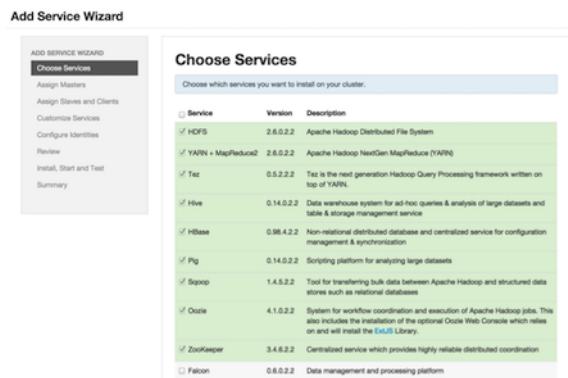 Add Service Wizard
ADD SERVICE WIZARD
Choose Services
Assign Masters
Assign Slaves and Clients
Customize Services
Configure Identities
Review
Install, Start and Test
Summary
Choose Services
Choose which services you want to install on your cluster.
Service Version Description
HDFS 2.6.0.2.2 Apache Hadoop Distributed File System
YARN + MapReduce2 2.6.0.2.2 Apache Hadoop NextGen MapReduce (YARN)
Tez 0.5.2.2.2 Tez is the next generation Hadoop Query Processing framework written on
top of YARN.
Hive 0.14.0.2.2 Data warehouse system for ad-hoc queries & analysis of large datasets and
table & storage management service
HBase 0.98.4.2.2 Non-relational distributed database and centralized service for configuration
management & synchronization
Pig 0.14.0.2.2 Scripting platform for analyzing large datasets
Sqoop 1.4.5.2.2 Tool for transferring bulk data between Apache Hadoop and structured data
stores such as relational databases
Oozie 4.1.0.2.2 System for workflow coordination and execution of Apache Hadoop jobs. This
also includes the installation of the optional Oozie Web Console which relies
on and will install the ExtJS Library.
ZooKeeper 3.4.6.2.2 Centralized service which provides highly reliable distributed coordination
Falcon 0.6.0.2.2 Data management and processing platform